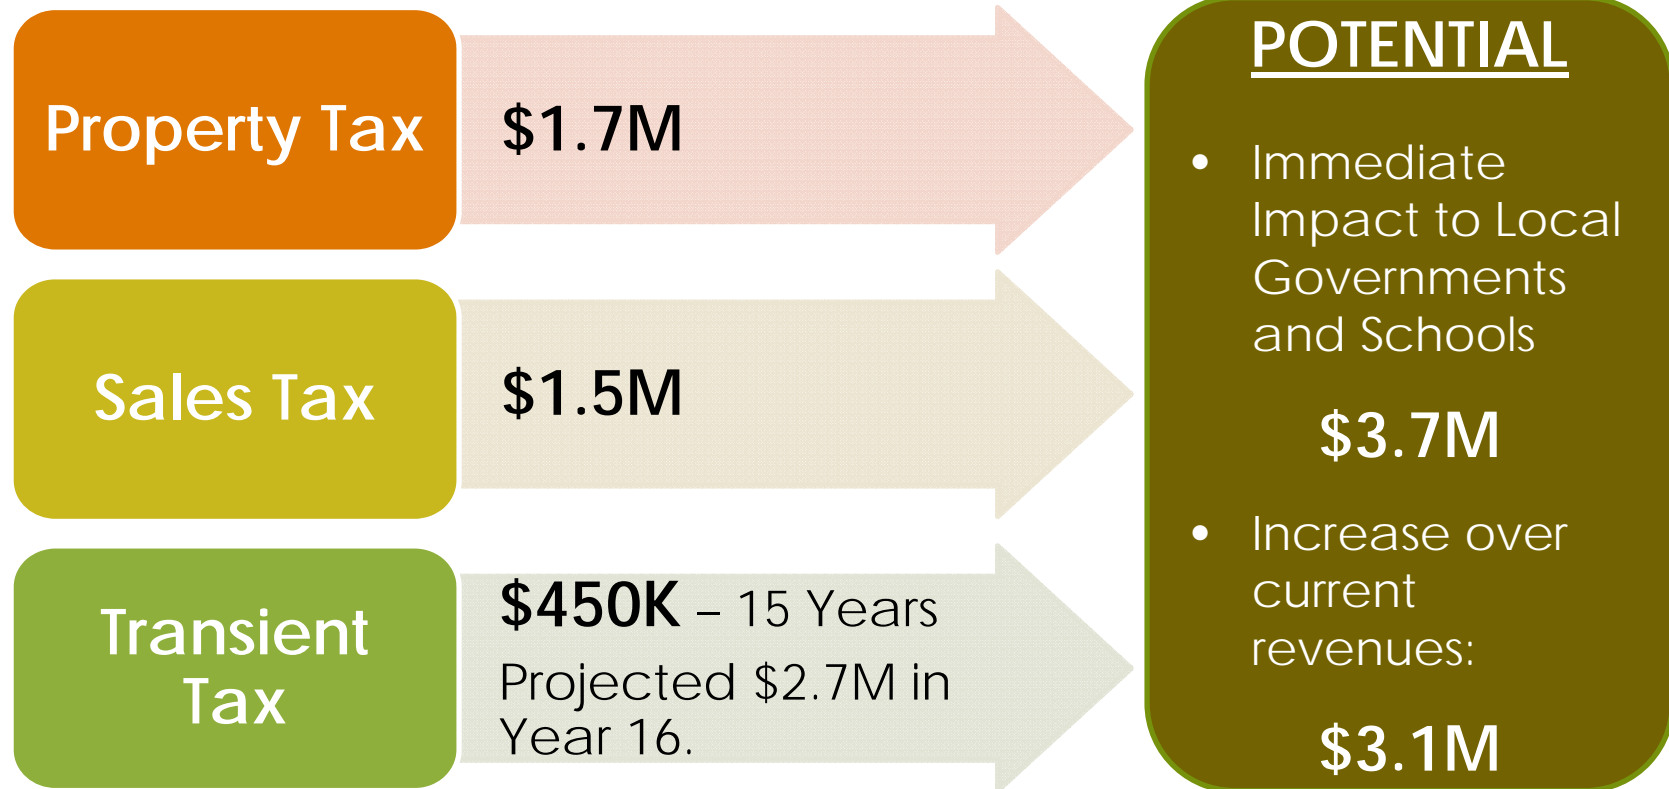 Property Tax
$1.7M
Sales Tax
$1.5M
Transient
Tax
$450K – 15 Years
Projected $2.7M in
Year 16.
POTENTIAL
• Immediate
Impact to Local
Governments
and Schools
$3.7M
• Increase over
current
revenues:
$3.1M